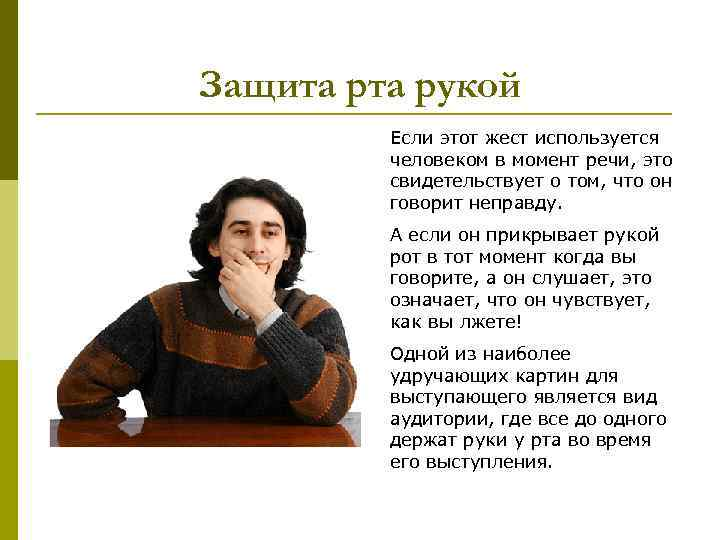 Защита рта рукой
Если этот жест используется
человеком в момент речи, это
свидетельствует о том, что он
говорит неправду.
А если он прикрывает рукой
рот в тот момент когда вы
говорите, а он слушает, это
означает, что он чувствует,
как вы лжете!
Одной из наиболее
удручающих картин для
выступающего является вид
аудитории, где все до одного
держат руки у рта во время
его выступления.